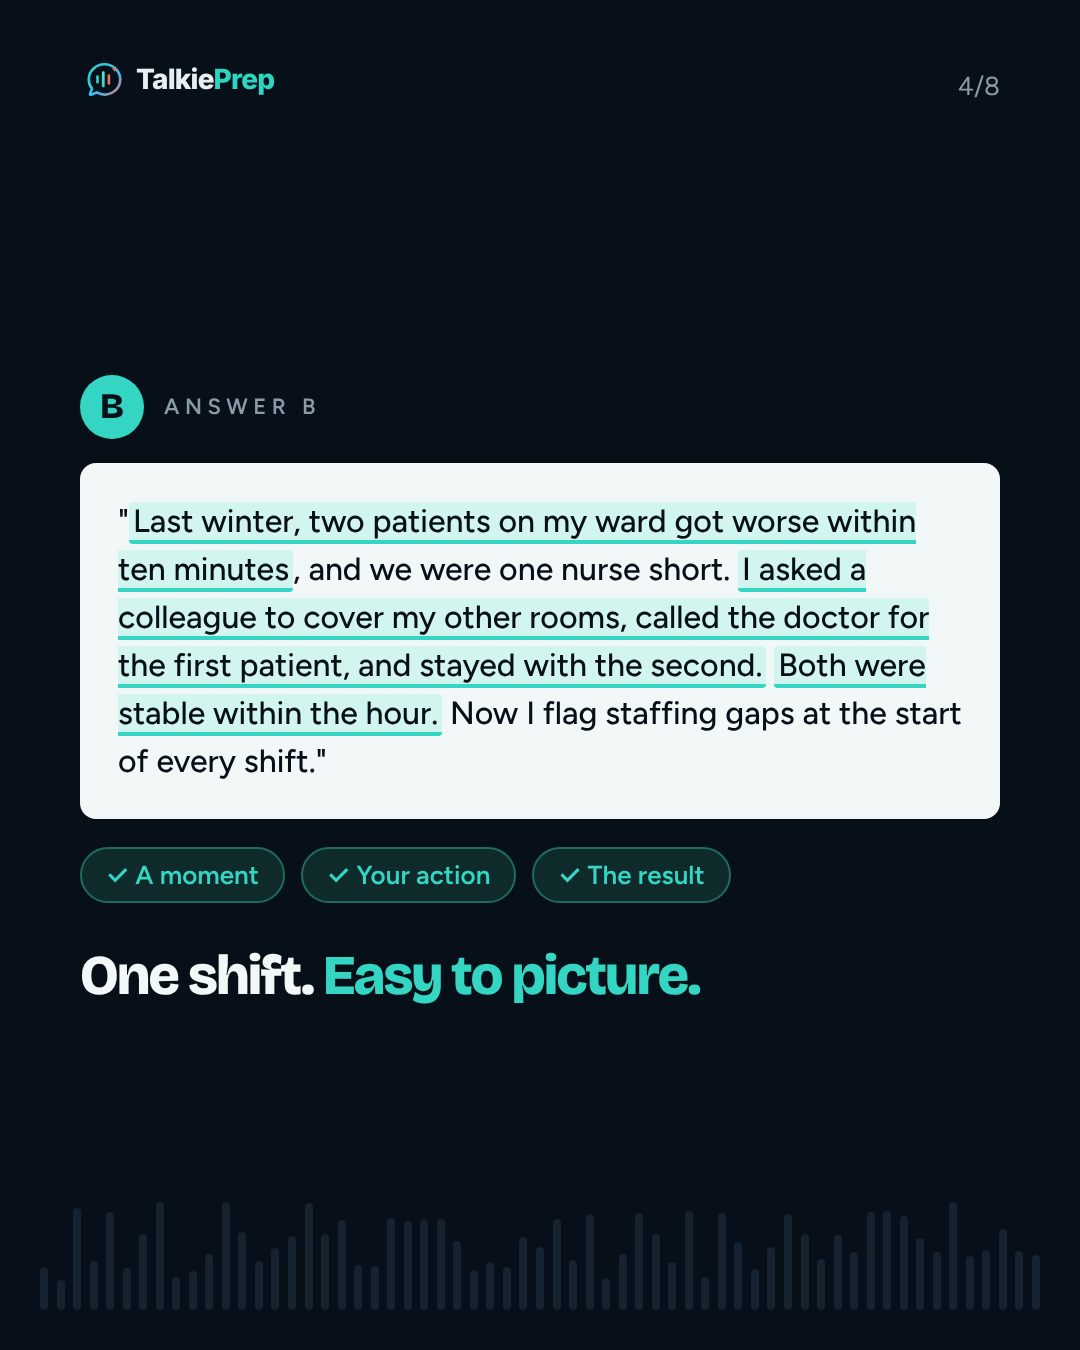 TalkiePrep
4/8
B
ANSWER B
"Last winter, two patients on my ward got worse within
ten minutes, and we were one nurse short. I asked a
colleague to cover my other rooms, called the doctor for
the first patient, and stayed with the second. Both were
stable within the hour. Now I flag staffing gaps at the start
of every shift."
✓ A moment
✓ Your action
✓ The result
One shift. Easy to picture.